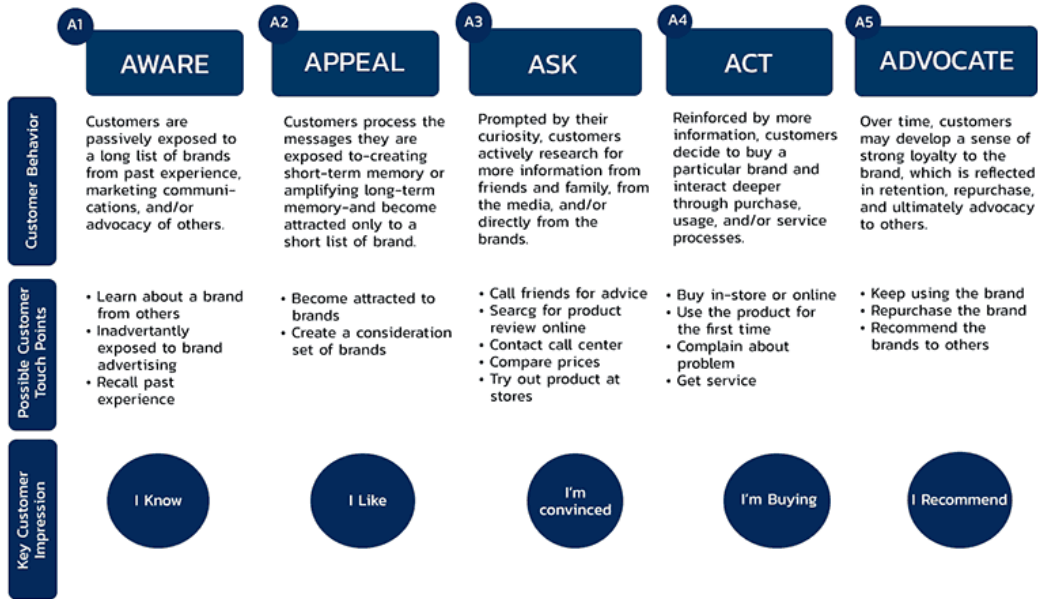 A1
AWARE
A2
APPEAL
A3
ASK
A4
ACT
A5
ADVOCATE
Customer Behavior
Customers are
passively exposed to
a long list of brands
from past experience,
marketing communi-
cations, and/or
advocacy of others.
Customers process the
messages they are
exposed to-creating
short-term memory or
amplifying long-term
memory-and become
attracted only to a
short list of brand.
Prompted by their
curiosity, customers
actively research for
more information from
friends and family, from
the media, and/or
directly from the
brands.
Reinforced by more
information, customers
decide to buy a
particular brand and
interact deeper
through purchase,
usage, and/or service
processes.
Over time, customers
may develop a sense of
strong loyalty to the
brand, which is reflected
in retention, repurchase,
and ultimately advocacy
to others.
Possible Customer
Touch Points
• Learn about a brand
from others
• Inadvertantly
exposed to brand
advertising
• Recall past
experience
• Become attracted to
brands
• Create a consideration
set of brands
• Call friends for advice
• Searcg for product
review online
• Contact call center
• Compare prices
• Try out product at
stores
• Buy in-store or online
• Use the product for
the first time
• Complain about
problem
• Get service
• Keep using the brand
• Repurchase the brand
• Recommend the
brands to others
Key Customer
Impression
I Know
I Like
I'm
convinced
I'm Buying
I Recommend